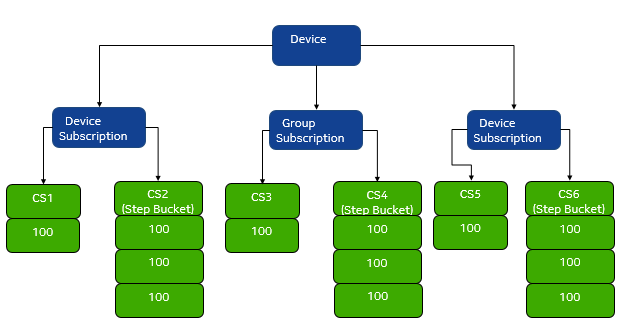 Device
Device
Subscription
Group
Subscription
Device
Subscription
CS1
100
CS2
(Step Bucket)
100
100
100
CS3
100
CS4
(Step Bucket)
100
100
100
CS5
100
CS6
(Step Bucket)
100
100
100